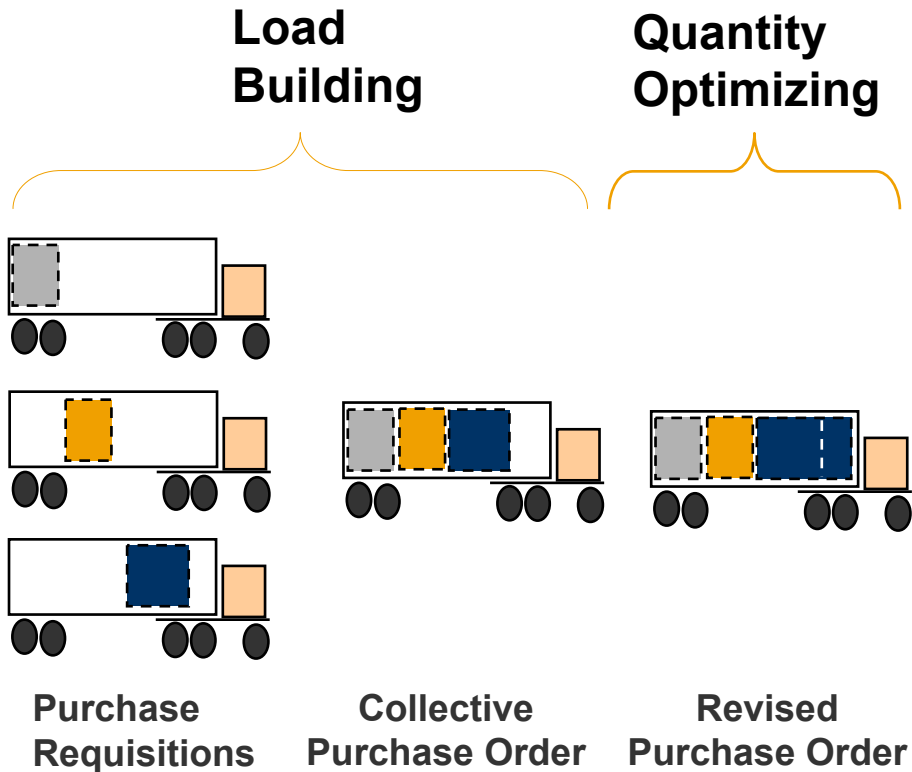 Load
Building
Quantity
Optimizing
Purchase
Requisitions
Collective
Purchase Order
Revised
Purchase Order